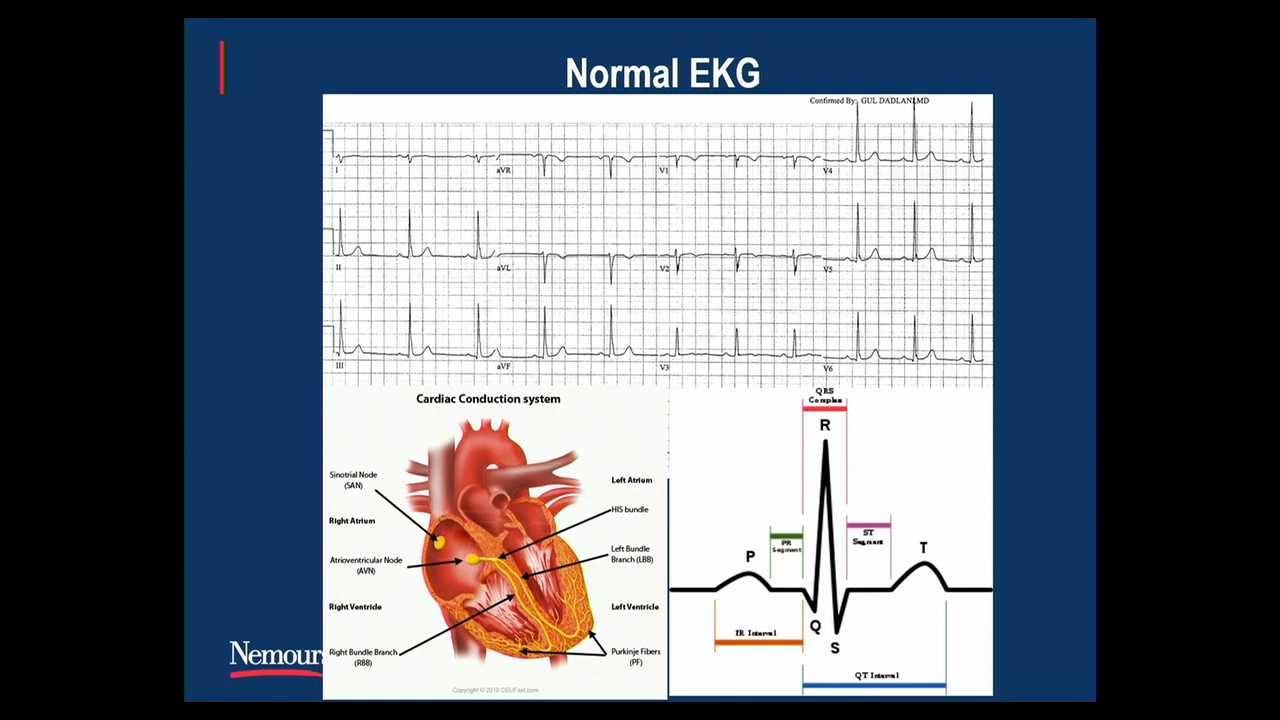 Normal EKG
Confirmed By: GUL DADLANI,MD
I
aVR
V1
V4
II
aVL
V2
V5
III
aVF
V3
V6
Cardiac Conduction system
Sinotrial Node
(SAN)
Right Atrium
Atrioventricular Node
(AVN)
Right Ventricle
Right Bundle Branch
(RBB)
Left Atrium
HIS bundle
Left Bundle
Branch (LBB)
Left Ventricle
Purkinje Fibers
(PF)
Copyright © 2010 CEUFast.com
QRS
Complex
R
PR
Segment
ST
Segment
P
T
Q
S
PR Interval
QT Interval
Nemours